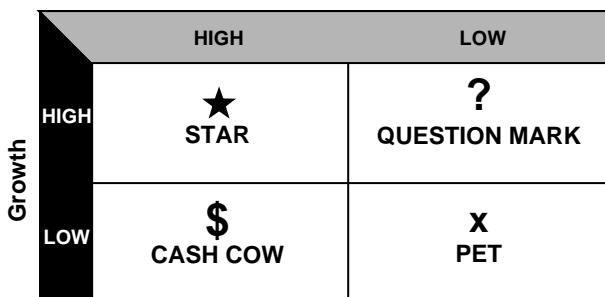 HIGH LOW
Growth
HIGH
★
STAR
?
QUESTION MARK
LOW
$
CASH COW
x
PET